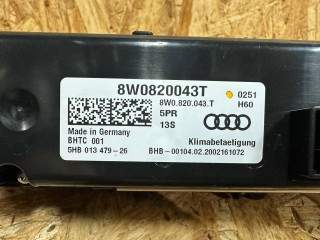 8W0820043T
0251
8W0.820.043.T
H60
5PR
13S
Made in Germany
BHTC 001
Klimabetaetigung
5HB 013 479-26
BHB-00104.02.2002161072